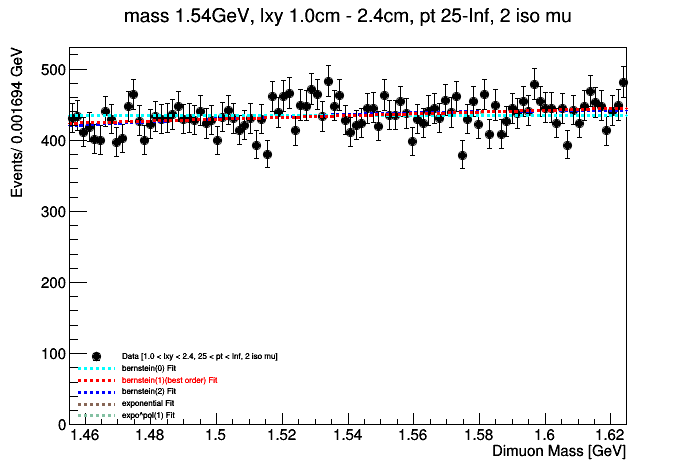 mass 1.54GeV, lxy 1.0cm - 2.4cm, pt 25-Inf, 2 iso mu
Events/ 0.001694 GeV
500
400
300
200
100
0
Data [1.0 < lxy < 2.4, 25 < pt < Inf, 2 iso mu]
bernstein(0) Fit
bernstein(1)(best order) Fit
bernstein(2) Fit
exponential Fit
expo^pol(1) Fit
1.46 1.48 1.5 1.52 1.54 1.56 1.58 1.6 1.62
Dimuon Mass [GeV]